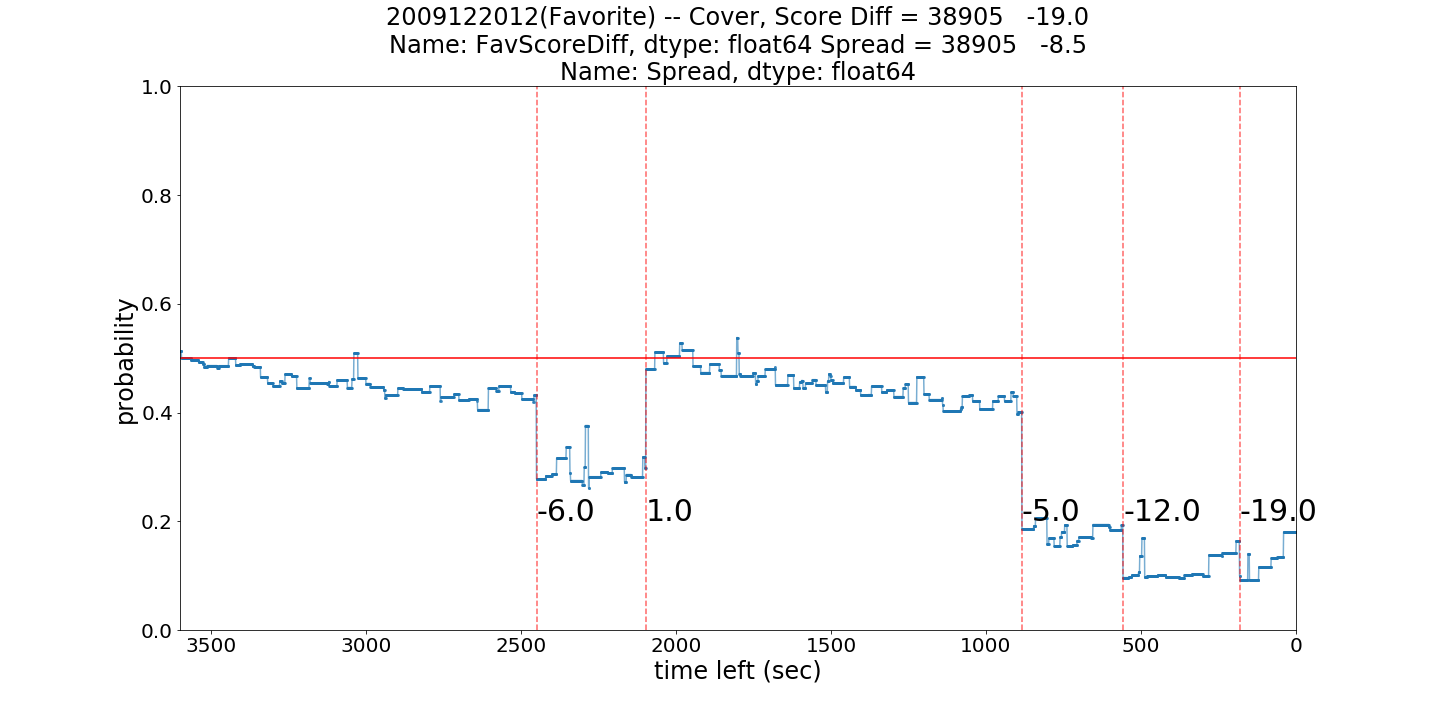 2009122012(Favorite) -- Cover, Score Diff = 38905   -19.0
Name: FavScoreDiff, dtype: float64 Spread = 38905   -8.5
Name: Spread, dtype: float64
1.0
0.8
0.6
0.4
0.2
0.0
probability
-6.0
1.0
-5.0
-12.0
-19.0
3500 3000 2500 2000 1500 1000 500 0
time left (sec)